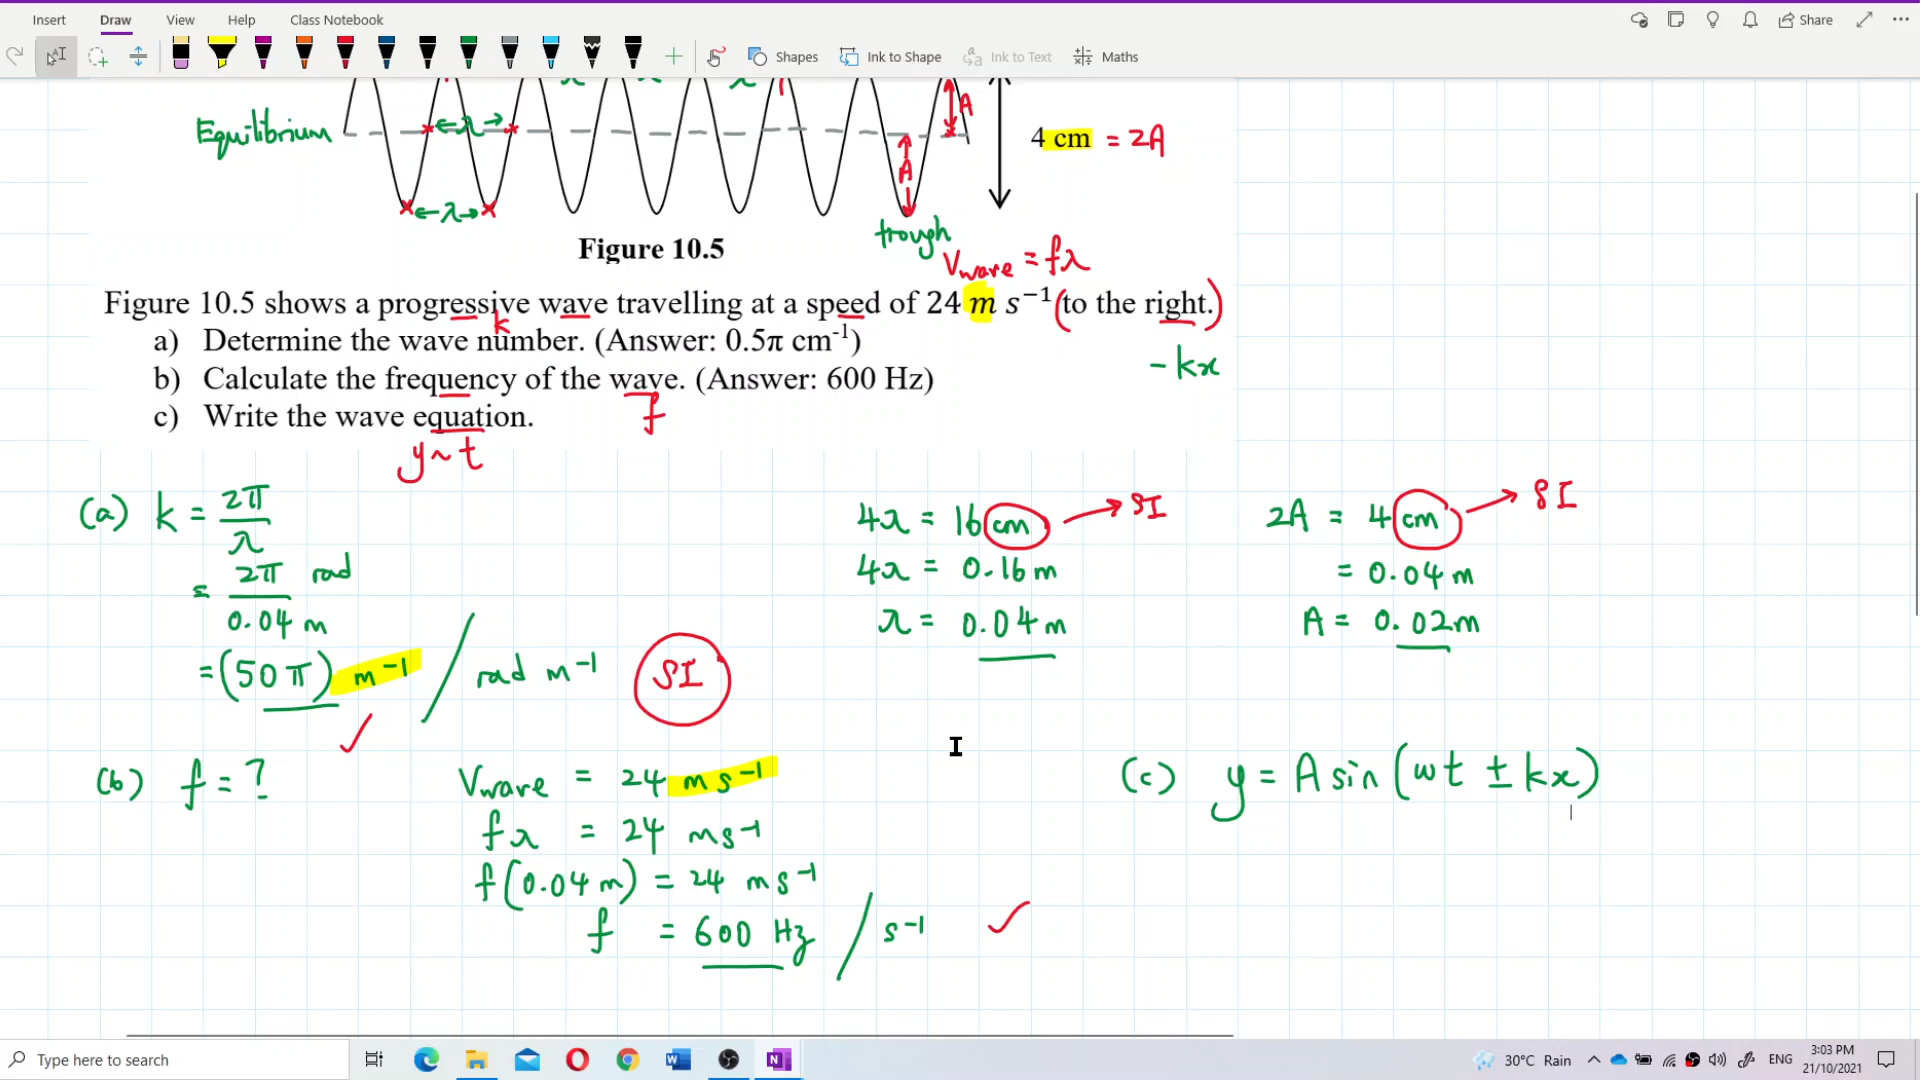 Insert Draw View Help Class Notebook Share
Shapes Ink to Shape Ink to Text Maths
Equilibrium
←λ→
A
A
4 cm = 2A
←λ→
trough
Figure 10.5
Vwave = fλ
Figure 10.5 shows a progressive wave travelling at a speed of 24 m s⁻¹ (to the right.)
k
a) Determine the wave number. (Answer: 0.5π cm⁻¹)
- kx
b) Calculate the frequency of the wave. (Answer: 600 Hz)
f
c) Write the wave equation.
y ~ t
(a) k = 2π/λ
= 2π rad / 0.04 m
= (50 π) m⁻¹ / rad m⁻¹
SI
4λ = 16 cm → SI
4λ = 0.16 m
λ = 0.04 m
2A = 4 cm → SI
= 0.04 m
A = 0.02 m
(b) f = ?
Vwave = 24 m s⁻¹
fλ = 24 ms⁻¹
f(0.04 m) = 24 ms⁻¹
f = 600 Hz / s⁻¹
(c) y = A sin (ωt ± kx)
Type here to search
30°C Rain
ENG
3:03 PM
21/10/2021